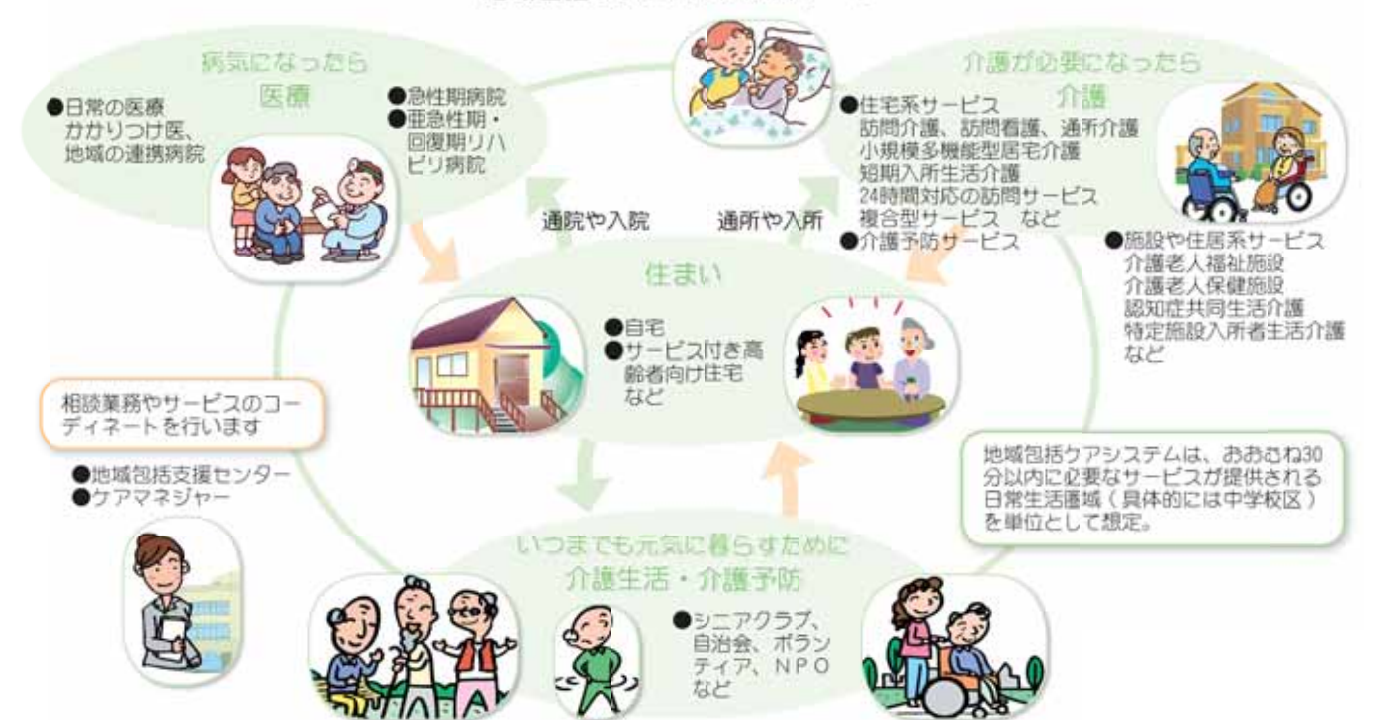 病気になったら
医療
●日常の医療
かかりつけ医、
地域の連携病院
●急性期病院
●亜急性期・
回復期リハ
ビリ病院
介護が必要になったら
介護
●住宅系サービス
訪問介護、訪問看護、通所介護
小規模多機能型居宅介護
短期入所生活介護
24時間対応の訪問サービス
複合型サービス など
●介護予防サービス
●施設や住居系サービス
介護老人福祉施設
介護老人保健施設
認知症共同生活介護
特定施設入所者生活介護
など
通院や入院
通所や入所
住まい
●自宅
●サービス付き高
齢者向け住宅
など
相談業務やサービスのコー
ディネートを行います
●地域包括支援センター
●ケアマネジャー
地域包括ケアシステムは、おおむね30
分以内に必要なサービスが提供される
日常生活圏域(具体的には中学校区)
を単位として想定。
いつまでも元気に暮らすために
介護生活・介護予防
●シニアクラブ、
自治会、ボラン
ティア、NPO
など